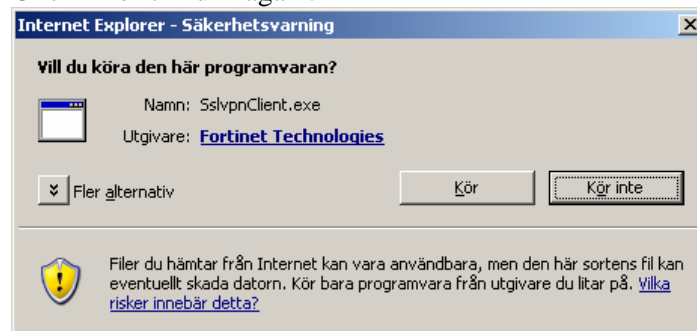 Internet Explorer - Säkerhetsvarning
Vill du köra den här programvaran?
Namn: SslvpnClient.exe
Utgivare: Fortinet Technologies
Fler alternativ
Kör
Kör inte
Filer du hämtar från Internet kan vara användbara, men den här sortens fil kan
eventuellt skada datorn. Kör bara programvara från utgivare du litar på. Vilka
risker innebär detta?